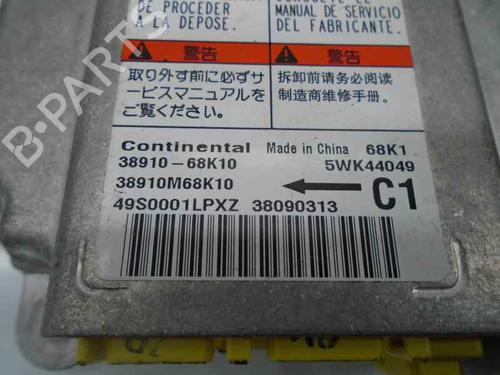 DE PROCEDER
À LA DEPOSE.
MANUAL DE SERVICIO
DEL FABRICANTE.
警告
警告
取り外す前に必ずサ
ービスマニュアルを
ご覧ください。
拆卸前请务必阅读
制造商维修手册。
Continental Made in China 68K1
38910-68K10 5WK44049
38910M68K10 C1
49S0001LPXZ 38090313
B-PARTS